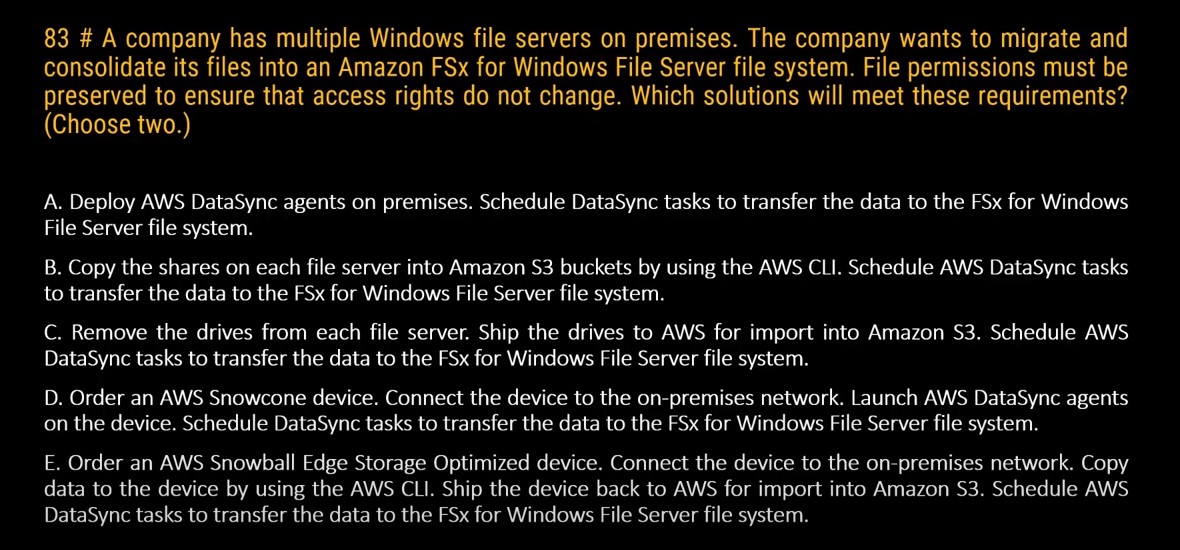 83 # A company has multiple Windows file servers on premises. The company wants to migrate and
consolidate its files into an Amazon FSx for Windows File Server file system. File permissions must be
preserved to ensure that access rights do not change. Which solutions will meet these requirements?
(Choose two.)
A. Deploy AWS DataSync agents on premises. Schedule DataSync tasks to transfer the data to the FSx for Windows
File Server file system.
B. Copy the shares on each file server into Amazon S3 buckets by using the AWS CLI. Schedule AWS DataSync tasks
to transfer the data to the FSx for Windows File Server file system.
C. Remove the drives from each file server. Ship the drives to AWS for import into Amazon S3. Schedule AWS
DataSync tasks to transfer the data to the FSx for Windows File Server file system.
D. Order an AWS Snowcone device. Connect the device to the on-premises network. Launch AWS DataSync agents
on the device. Schedule DataSync tasks to transfer the data to the FSx for Windows File Server file system.
E. Order an AWS Snowball Edge Storage Optimized device. Connect the device to the on-premises network. Copy
data to the device by using the AWS CLI. Ship the device back to AWS for import into Amazon S3. Schedule AWS
DataSync tasks to transfer the data to the FSx for Windows File Server file system.